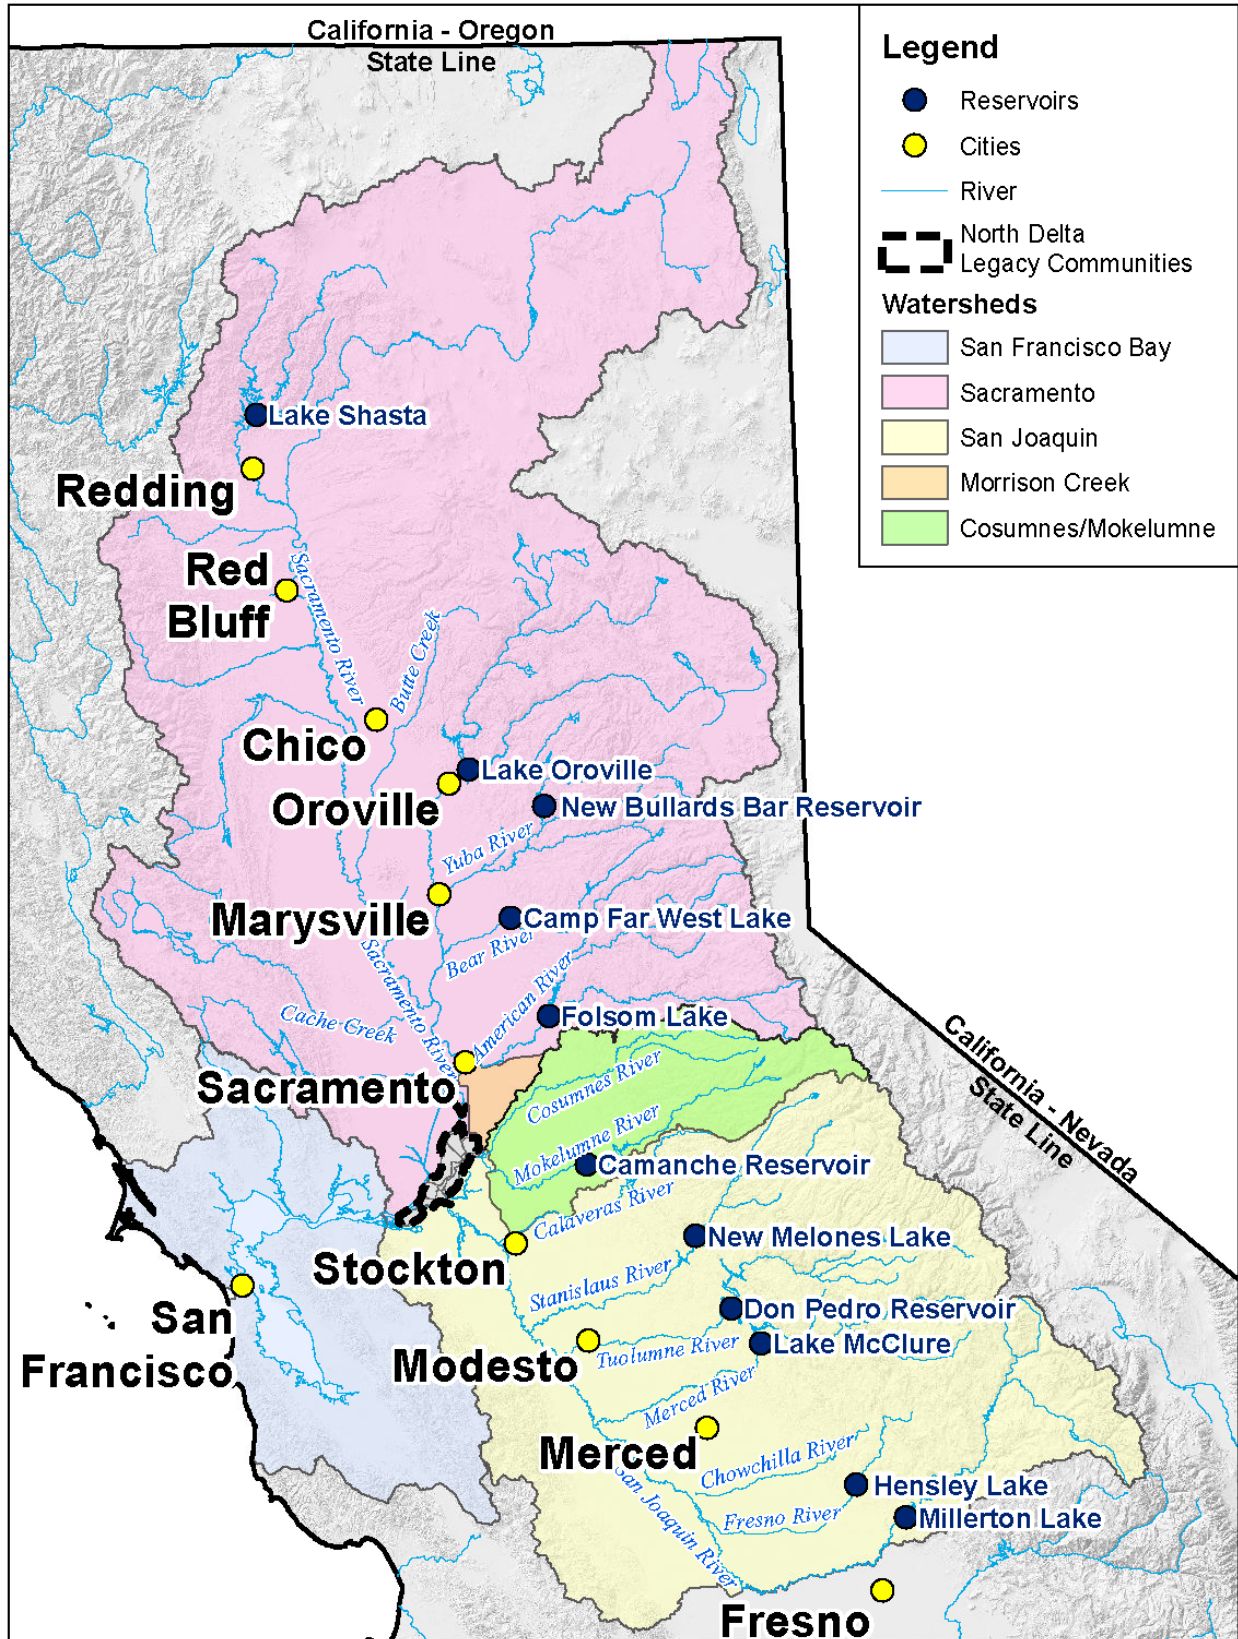 California - Oregon
State Line
Legend
Reservoirs
Cities
River
North Delta
Legacy Communities
Watersheds
San Francisco Bay
Sacramento
San Joaquin
Morrison Creek
Cosumnes/Mokelumne
Lake Shasta
Redding
Red
Bluff
Sacramento River
Butte Creek
Chico
Lake Oroville
Oroville
New Bullards Bar Reservoir
Yuba River
Marysville
Camp Far West Lake
Bear River
Sacramento River
American River
Cache Creek
Folsom Lake
Sacramento
California - Nevada
State Line
Cosumnes River
Mokelumne River
Camanche Reservoir
Calaveras River
Stockton
New Melones Lake
Stanislaus River
San
Francisco
Don Pedro Reservoir
Modesto
Tuolumne River
Lake McClure
Merced River
Merced
Chowchilla River
San Joaquin River
Hensley Lake
Fresno River
Millerton Lake
Fresno